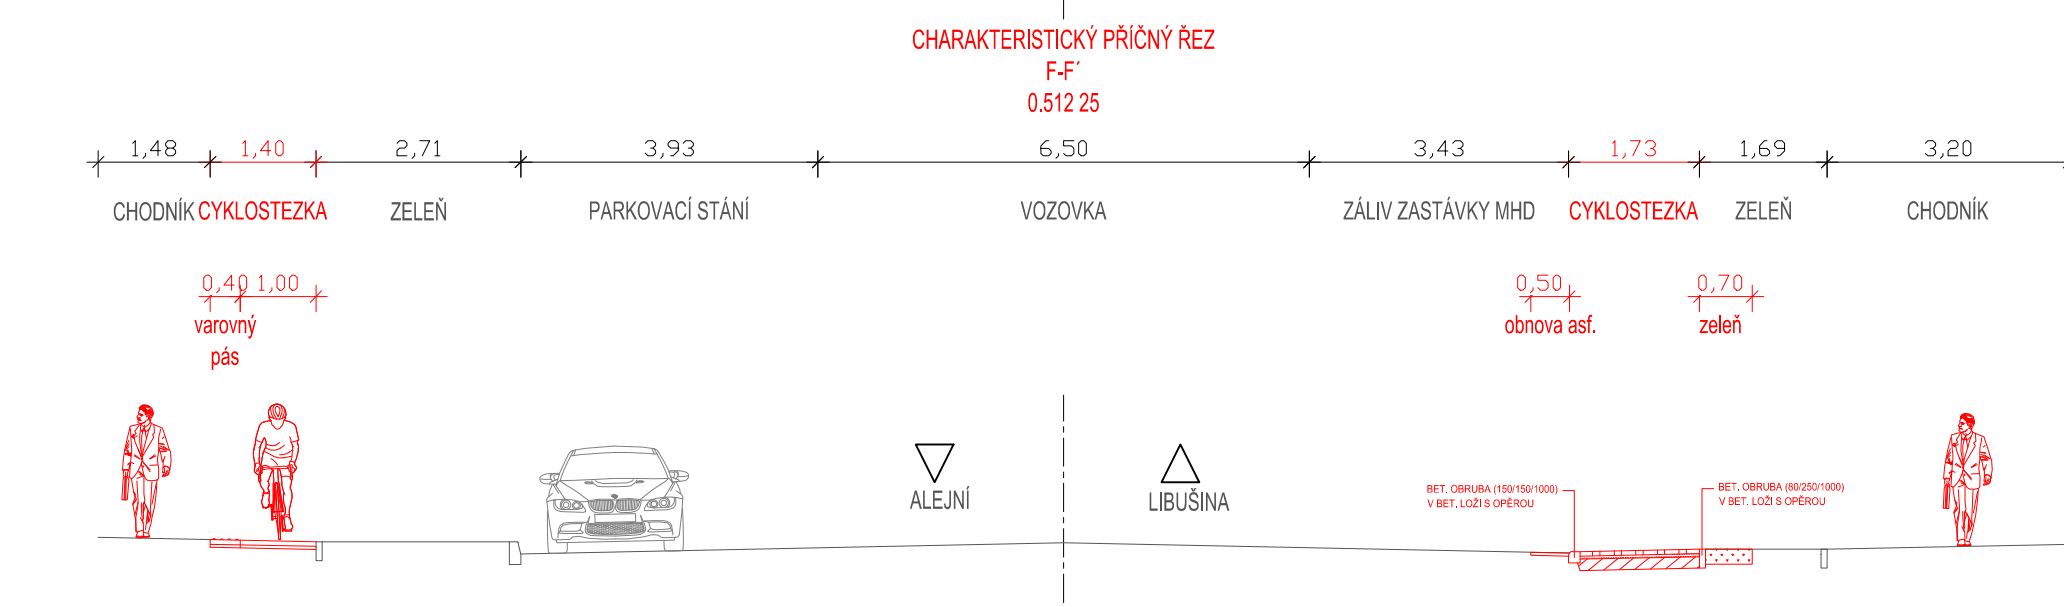 CHARAKTERISTICKÝ PŘÍČNÝ ŘEZ
F-F´
0.512 25
1,48 1,40 2,71 3,93 6,50 3,43 1,73 1,69 3,20
CHODNÍK CYKLOSTEZKA ZELEŇ PARKOVACÍ STÁNÍ VOZOVKA ZÁLIV ZASTÁVKY MHD CYKLOSTEZKA ZELEŇ CHODNÍK
0,40 1,00 0,50 0,70
varovný obnova asf. zeleň
pás
ALEJNÍ LIBUŠINA
BET. OBRUBA (150/150/1000) BET. OBRUBA (80/250/1000)
V BET. LOŽI S OPĚROU V BET. LOŽI S OPĚROU